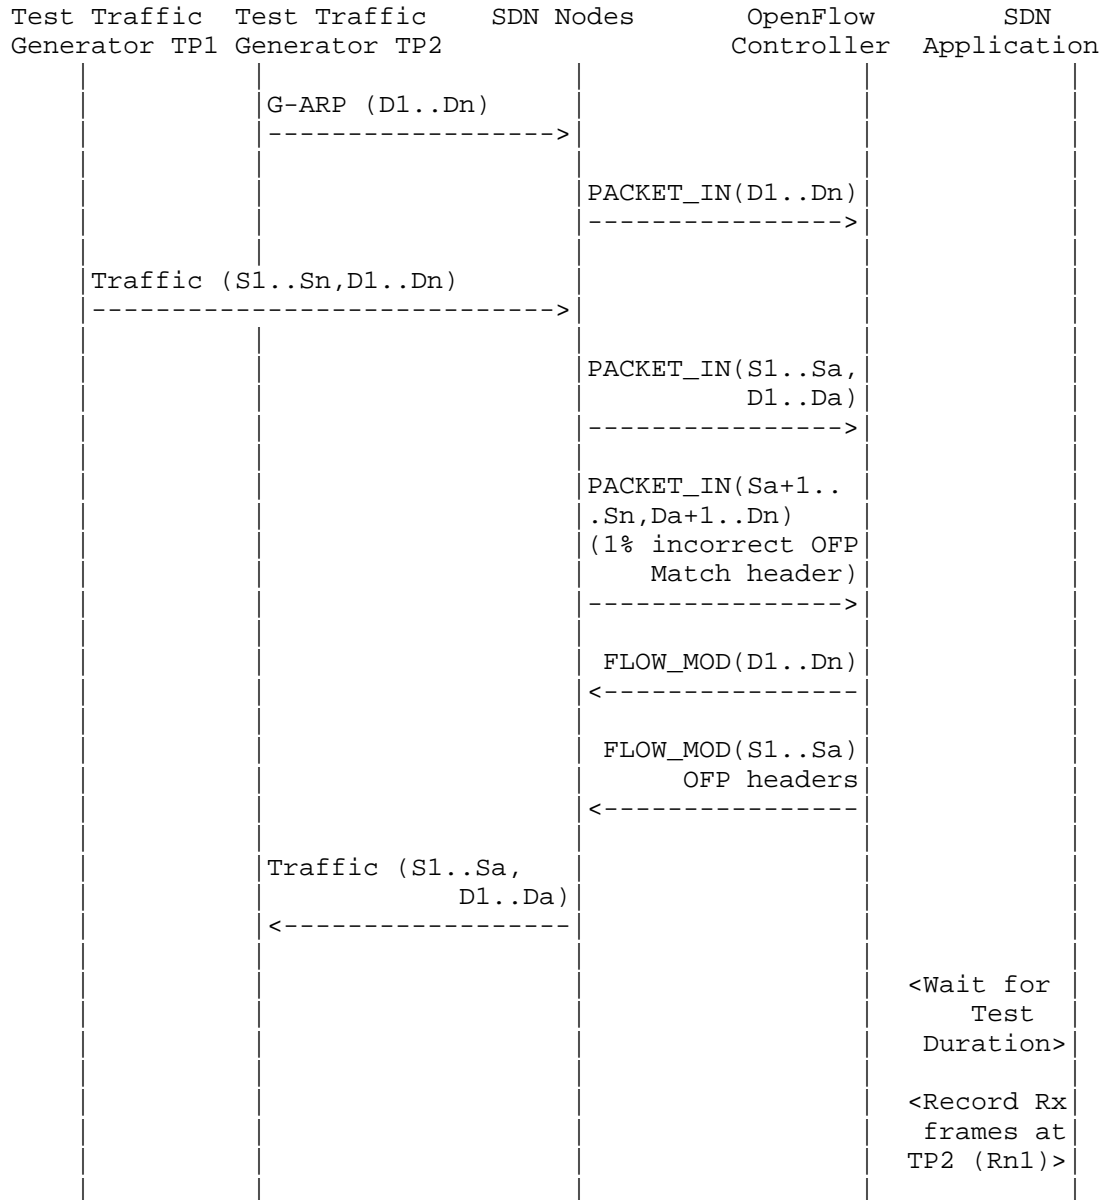 Test Traffic  Test Traffic    SDN Nodes       OpenFlow        SDN
Generator TP1 Generator TP2                  Controller  Application
G-ARP (D1..Dn)
------------------>
PACKET_IN(D1..Dn)
---------------->
Traffic (S1..Sn,D1..Dn)
----------------------------->
PACKET_IN(S1..Sa,
D1..Da)
---------------->
PACKET_IN(Sa+1..
.Sn,Da+1..Dn)
(1% incorrect OFP
Match header)
---------------->
FLOW_MOD(D1..Dn)
<----------------
FLOW_MOD(S1..Sa)
OFP headers
<----------------
Traffic (S1..Sa,
D1..Da)
<------------------
<Wait for
Test
Duration>
<Record Rx
frames at
TP2 (Rn1)>